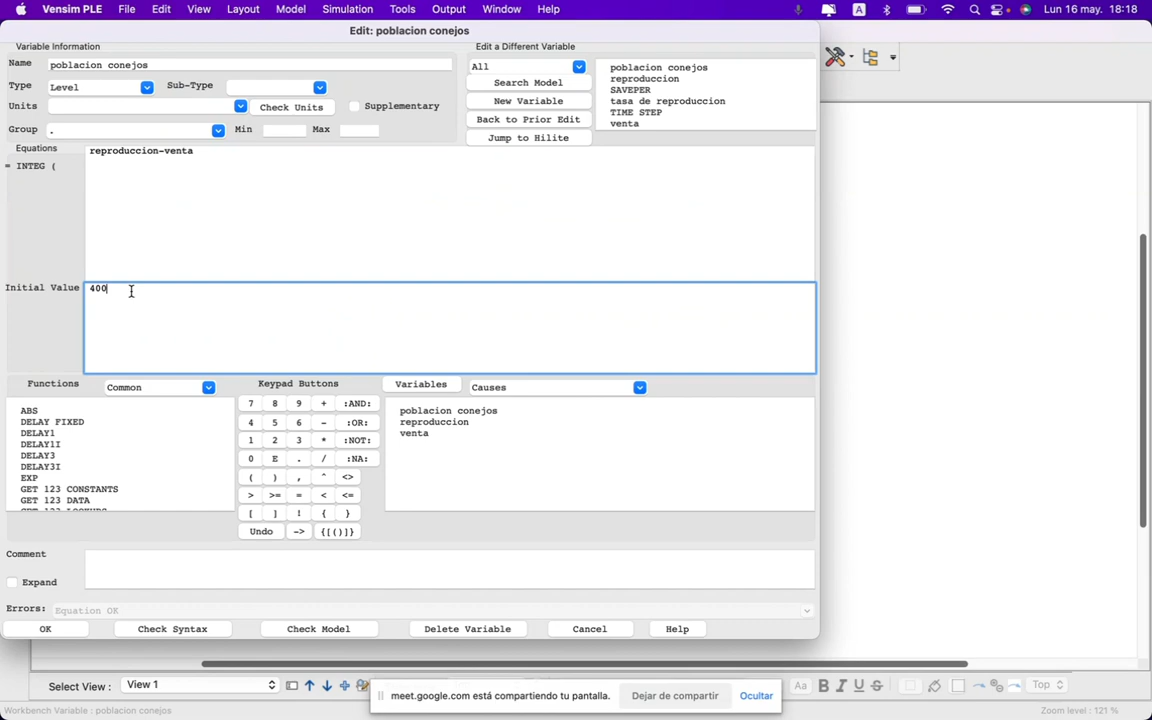 Vensim PLE File Edit View Layout Model Simulation Tools Output Window Help A Lun 16 may. 18:18
Edit: poblacion conejos
Variable Information
Edit a Different Variable
Name poblacion conejos
Type Level Sub-Type
Units Check Units Supplementary
Group . Min Max
All
Search Model
New Variable
Back to Prior Edit
Jump to Hilite
poblacion conejos
reproduccion
SAVEPER
tasa de reproduccion
TIME STEP
venta
Equations
= INTEG (
reproduccion-venta
Initial Value 400
Functions Common
Keypad Buttons
Variables Causes
ABS
DELAY FIXED
DELAY1
DELAY1I
DELAY3
DELAY3I
EXP
GET 123 CONSTANTS
GET 123 DATA
GET 123 LOOKUPS
7 8 9 + :AND:
4 5 6 - :OR:
1 2 3 * :NOT:
0 E . / :NA:
( ) , ^ <>
> >= = < <=
[ ] ! { }
Undo -> {[()]}
poblacion conejos
reproduccion
venta
Comment
Expand
Errors: Equation OK
OK Check Syntax Check Model Delete Variable Cancel Help
Select View : View 1
meet.google.com está compartiendo tu pantalla. Dejar de compartir Ocultar
Aa B I U S Top
Workbench Variable : poblacion conejos
Zoom level : 121 %